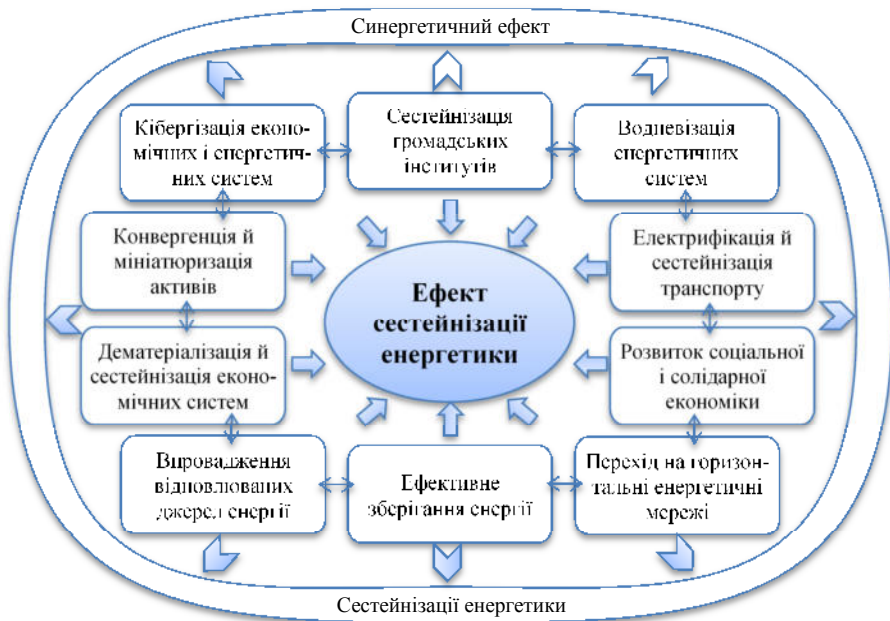 Синергетичний ефект
Кібергізація еконо-
мічних і енергетич-
них систем
Сестейнізація
громадських
інститутів
Водневізація
енергетичних
систем
Конвергенція й
мініатюризація
активів
Ефект
сестейнізації
енергетики
Електрифікація й
сестейнізація
транспорту
Дематеріалізація й
сестейнізація еконо-
мічних систем
Розвиток соціальної
і солідарної
економіки
Впровадження
відновлюваних
джерел енергії
Ефективне
зберігання енергії
Перехід на горизон-
тальні енергетичні
мережі
Сестейнізації енергетики